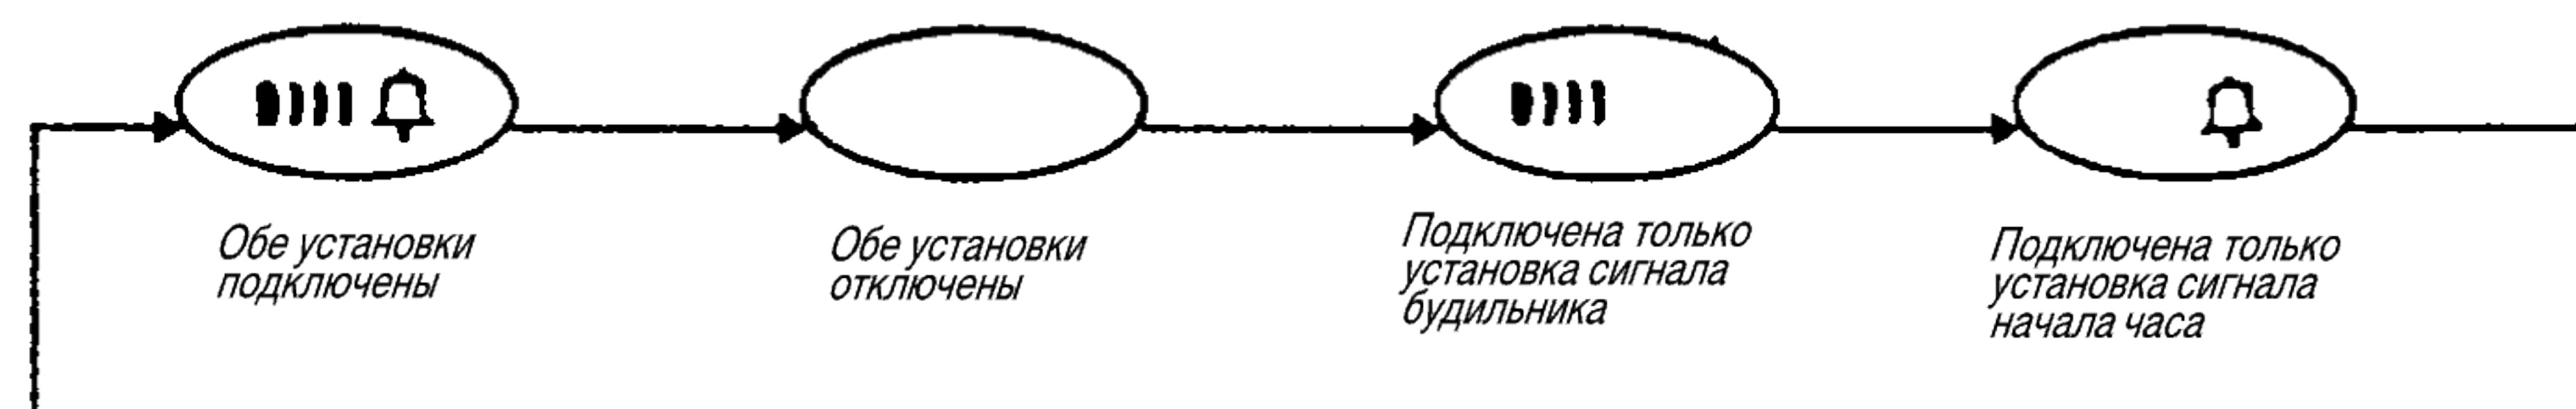 Обе установки
подключены
Обе установки
отключены
Подключена только
установка сигнала
будильника
Подключена только
установка сигнала
начала часа